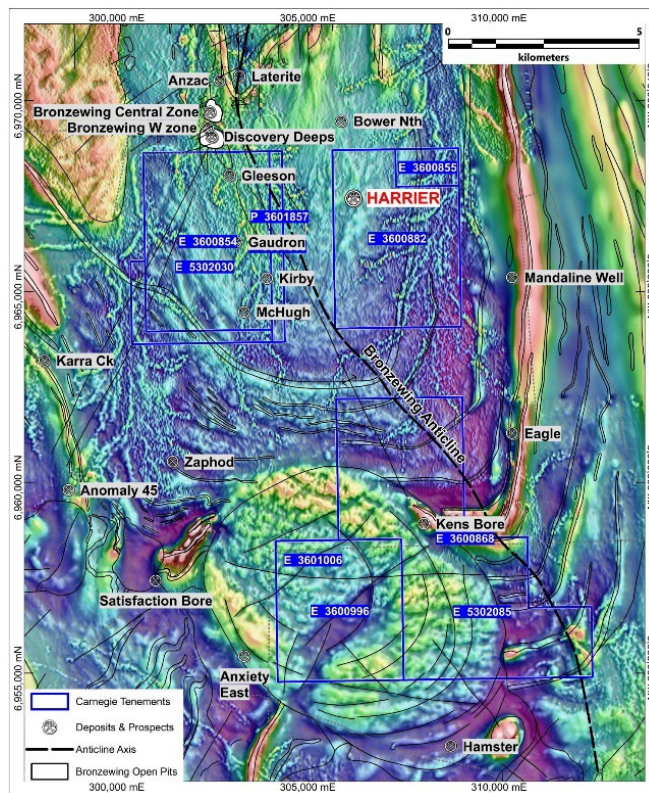 300,000 mE 305,000 mE 310,000 mE
0 5
kilometers
Anzac
Laterite
6,970,000 mN
Bronzewing Central Zone
Bronzewing W zone
Discovery Deeps
Bower Nth
Gleeson
E 3600855
HARRIER
P 3601857
E 3600854
Gaudron
E 3600882
E 5302030
Kirby
Mandaline Well
6,965,000 mN
McHugh
Karra Ck
Bronzewing Anticline
Eagle
Zaphod
6,960,000 mN
Anomaly 45
Kens Bore
E 3600868
E 3601006
Satisfaction Bore
E 3600996
E 5302085
6,955,000 mN
Anxiety
East
Carnegie Tenements
Deposits & Prospects
Anticline Axis
Bronzewing Open Pits
Hamster
300,000 mE 305,000 mE 310,000 mE